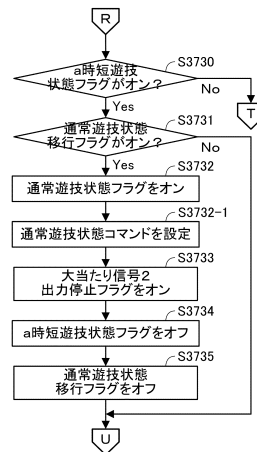 R
S3730
a時短遊技
状態フラグがオン?
No
Yes
T
S3731
通常遊技状態
移行フラグがオン?
No
Yes
S3732
通常遊技状態フラグをオン
S3732-1
通常遊技状態コマンドを設定
S3733
大当たり信号2
出力停止フラグをオン
S3734
a時短遊技状態フラグをオフ
S3735
通常遊技状態
移行フラグをオフ
U